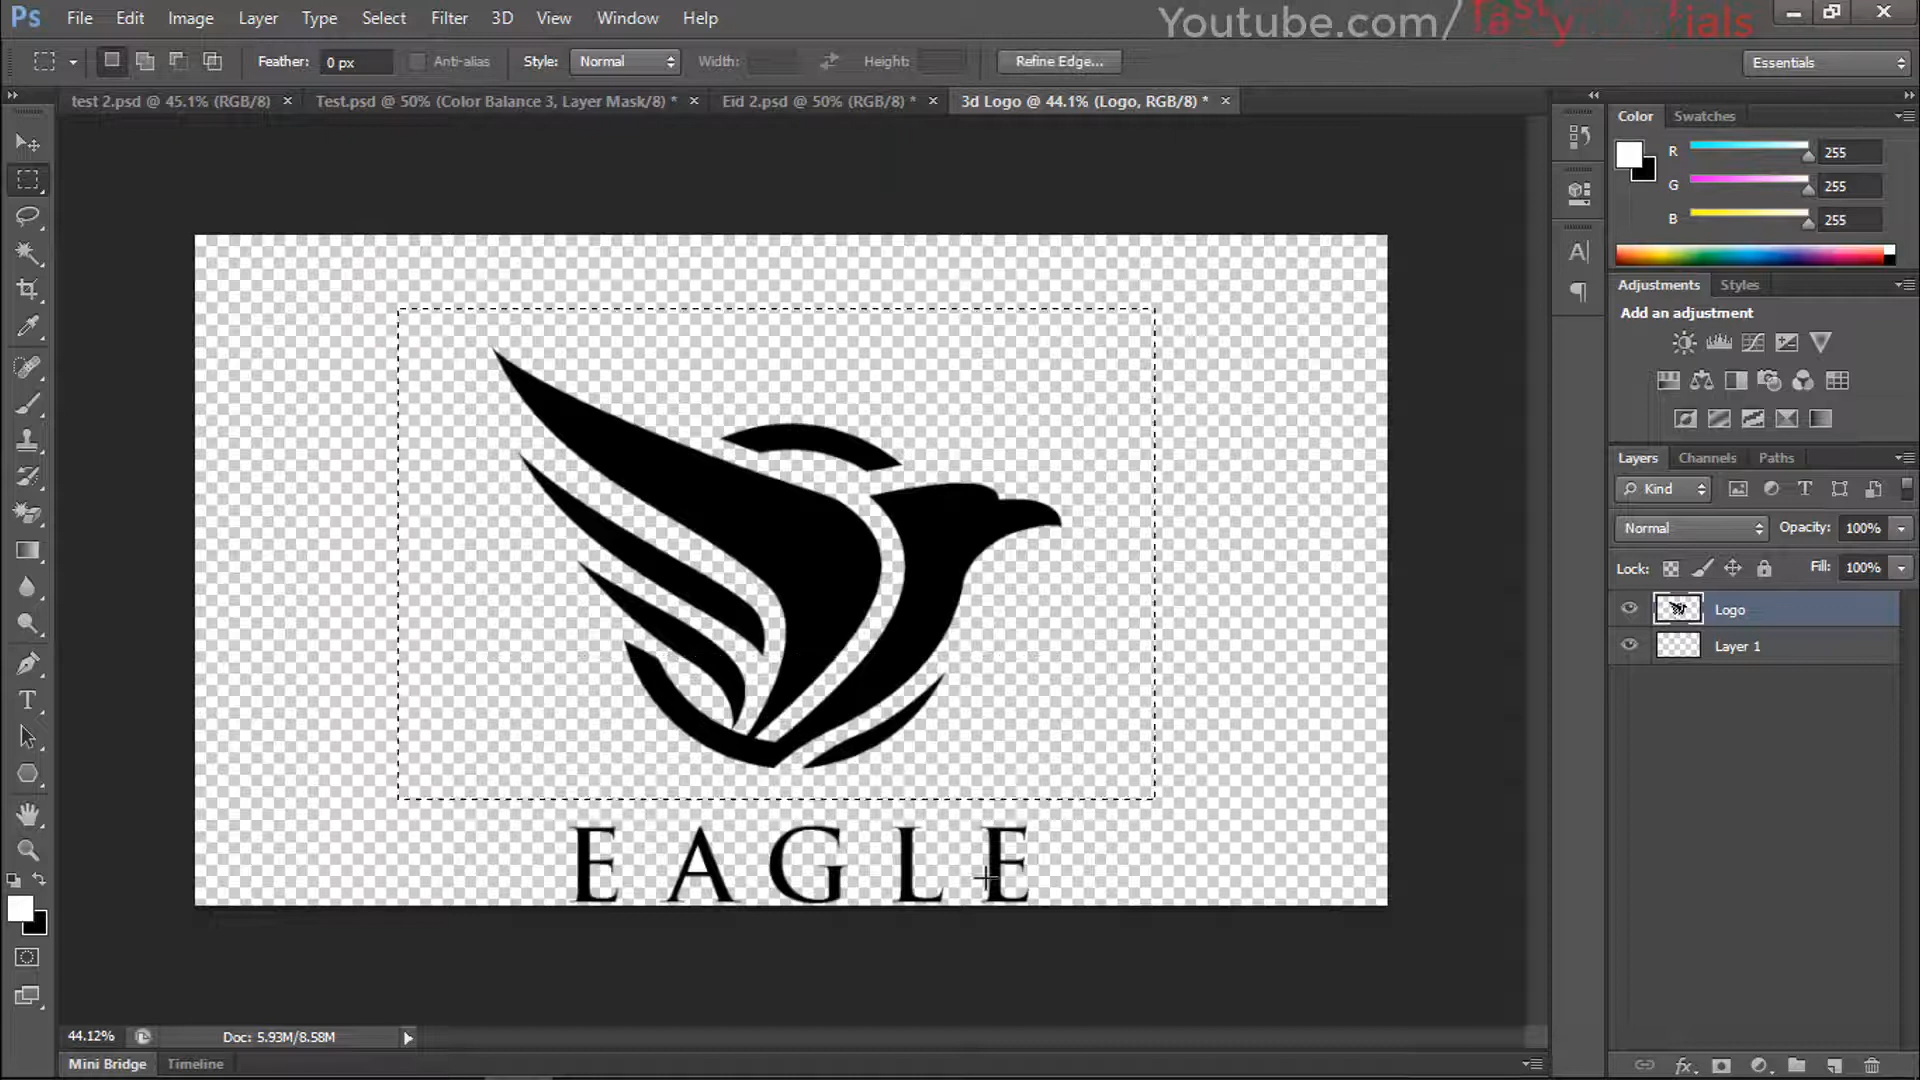 Ps File Edit Image Layer Type Select Filter 3D View Window Help
Youtube.com/
Feather: 0 px Anti-alias Style: Normal Width: Height: Refine Edge... Essentials
test 2.psd @ 45.1% (RGB/8) × Test.psd @ 50% (Color Balance 3, Layer Mask/8) * × Eid 2.psd @ 50% (RGB/8) * × 3d Logo @ 44.1% (Logo, RGB/8) * ×
Color Swatches
R 255
G 255
B 255
Adjustments Styles
Add an adjustment
Layers Channels Paths
Kind
Normal Opacity: 100%
Lock: Fill: 100%
Logo
Layer 1
EAGLE
44.12% Doc: 5.93M/8.58M
Mini Bridge Timeline